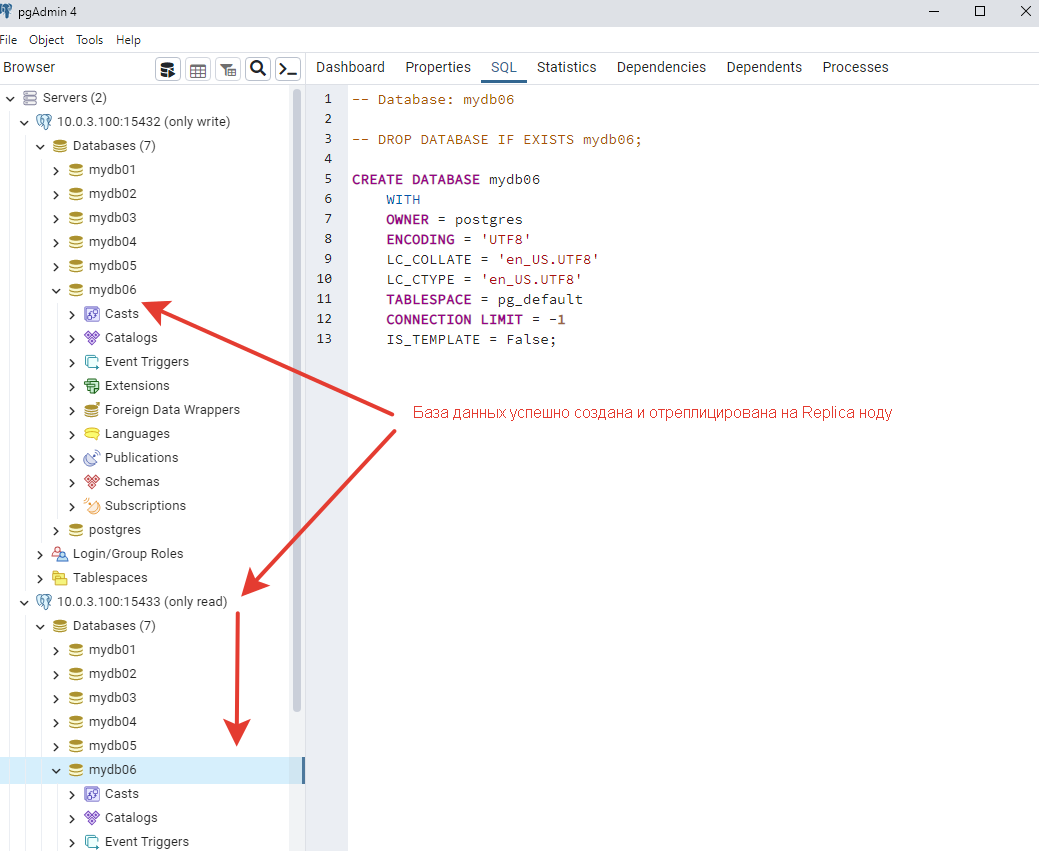 pgAdmin 4
File Object Tools Help
Browser
Dashboard Properties SQL Statistics Dependencies Dependents Processes
Servers (2)
10.0.3.100:15432 (only write)
Databases (7)
mydb01
mydb02
mydb03
mydb04
mydb05
mydb06
Casts
Catalogs
Event Triggers
Extensions
Foreign Data Wrappers
Languages
Publications
Schemas
Subscriptions
postgres
Login/Group Roles
Tablespaces
10.0.3.100:15433 (only read)
Databases (7)
mydb01
mydb02
mydb03
mydb04
mydb05
mydb06
Casts
Catalogs
Event Triggers
1 -- Database: mydb06
2
3 -- DROP DATABASE IF EXISTS mydb06;
4
5 CREATE DATABASE mydb06
6 WITH
7 OWNER = postgres
8 ENCODING = 'UTF8'
9 LC_COLLATE = 'en_US.UTF8'
10 LC_CTYPE = 'en_US.UTF8'
11 TABLESPACE = pg_default
12 CONNECTION LIMIT = -1
13 IS_TEMPLATE = False;
База данных успешно создана и отреплицирована на Replica ноду